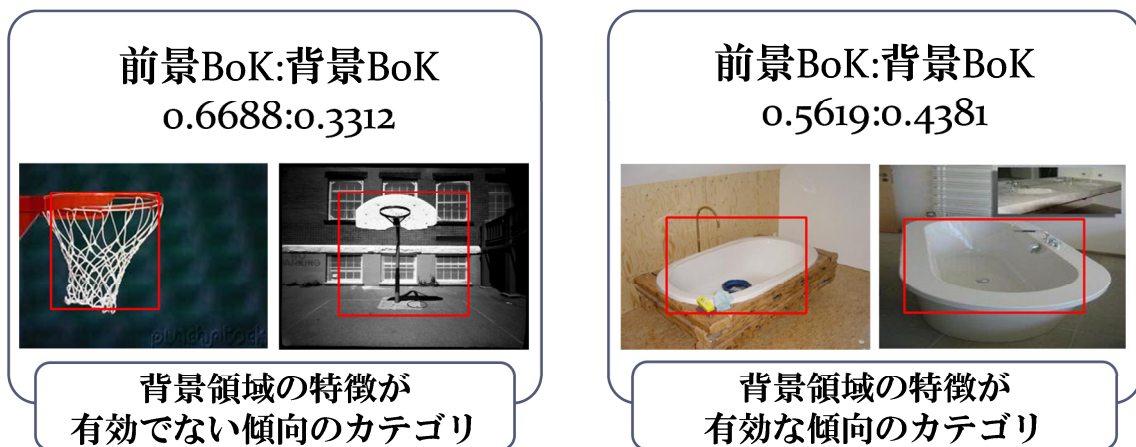 前景BoK:背景BoK
0.6688:0.3312
punchstock
背景領域の特徴が
有効でない傾向のカテゴリ
前景BoK:背景BoK
0.5619:0.4381
背景領域の特徴が
有効な傾向のカテゴリ